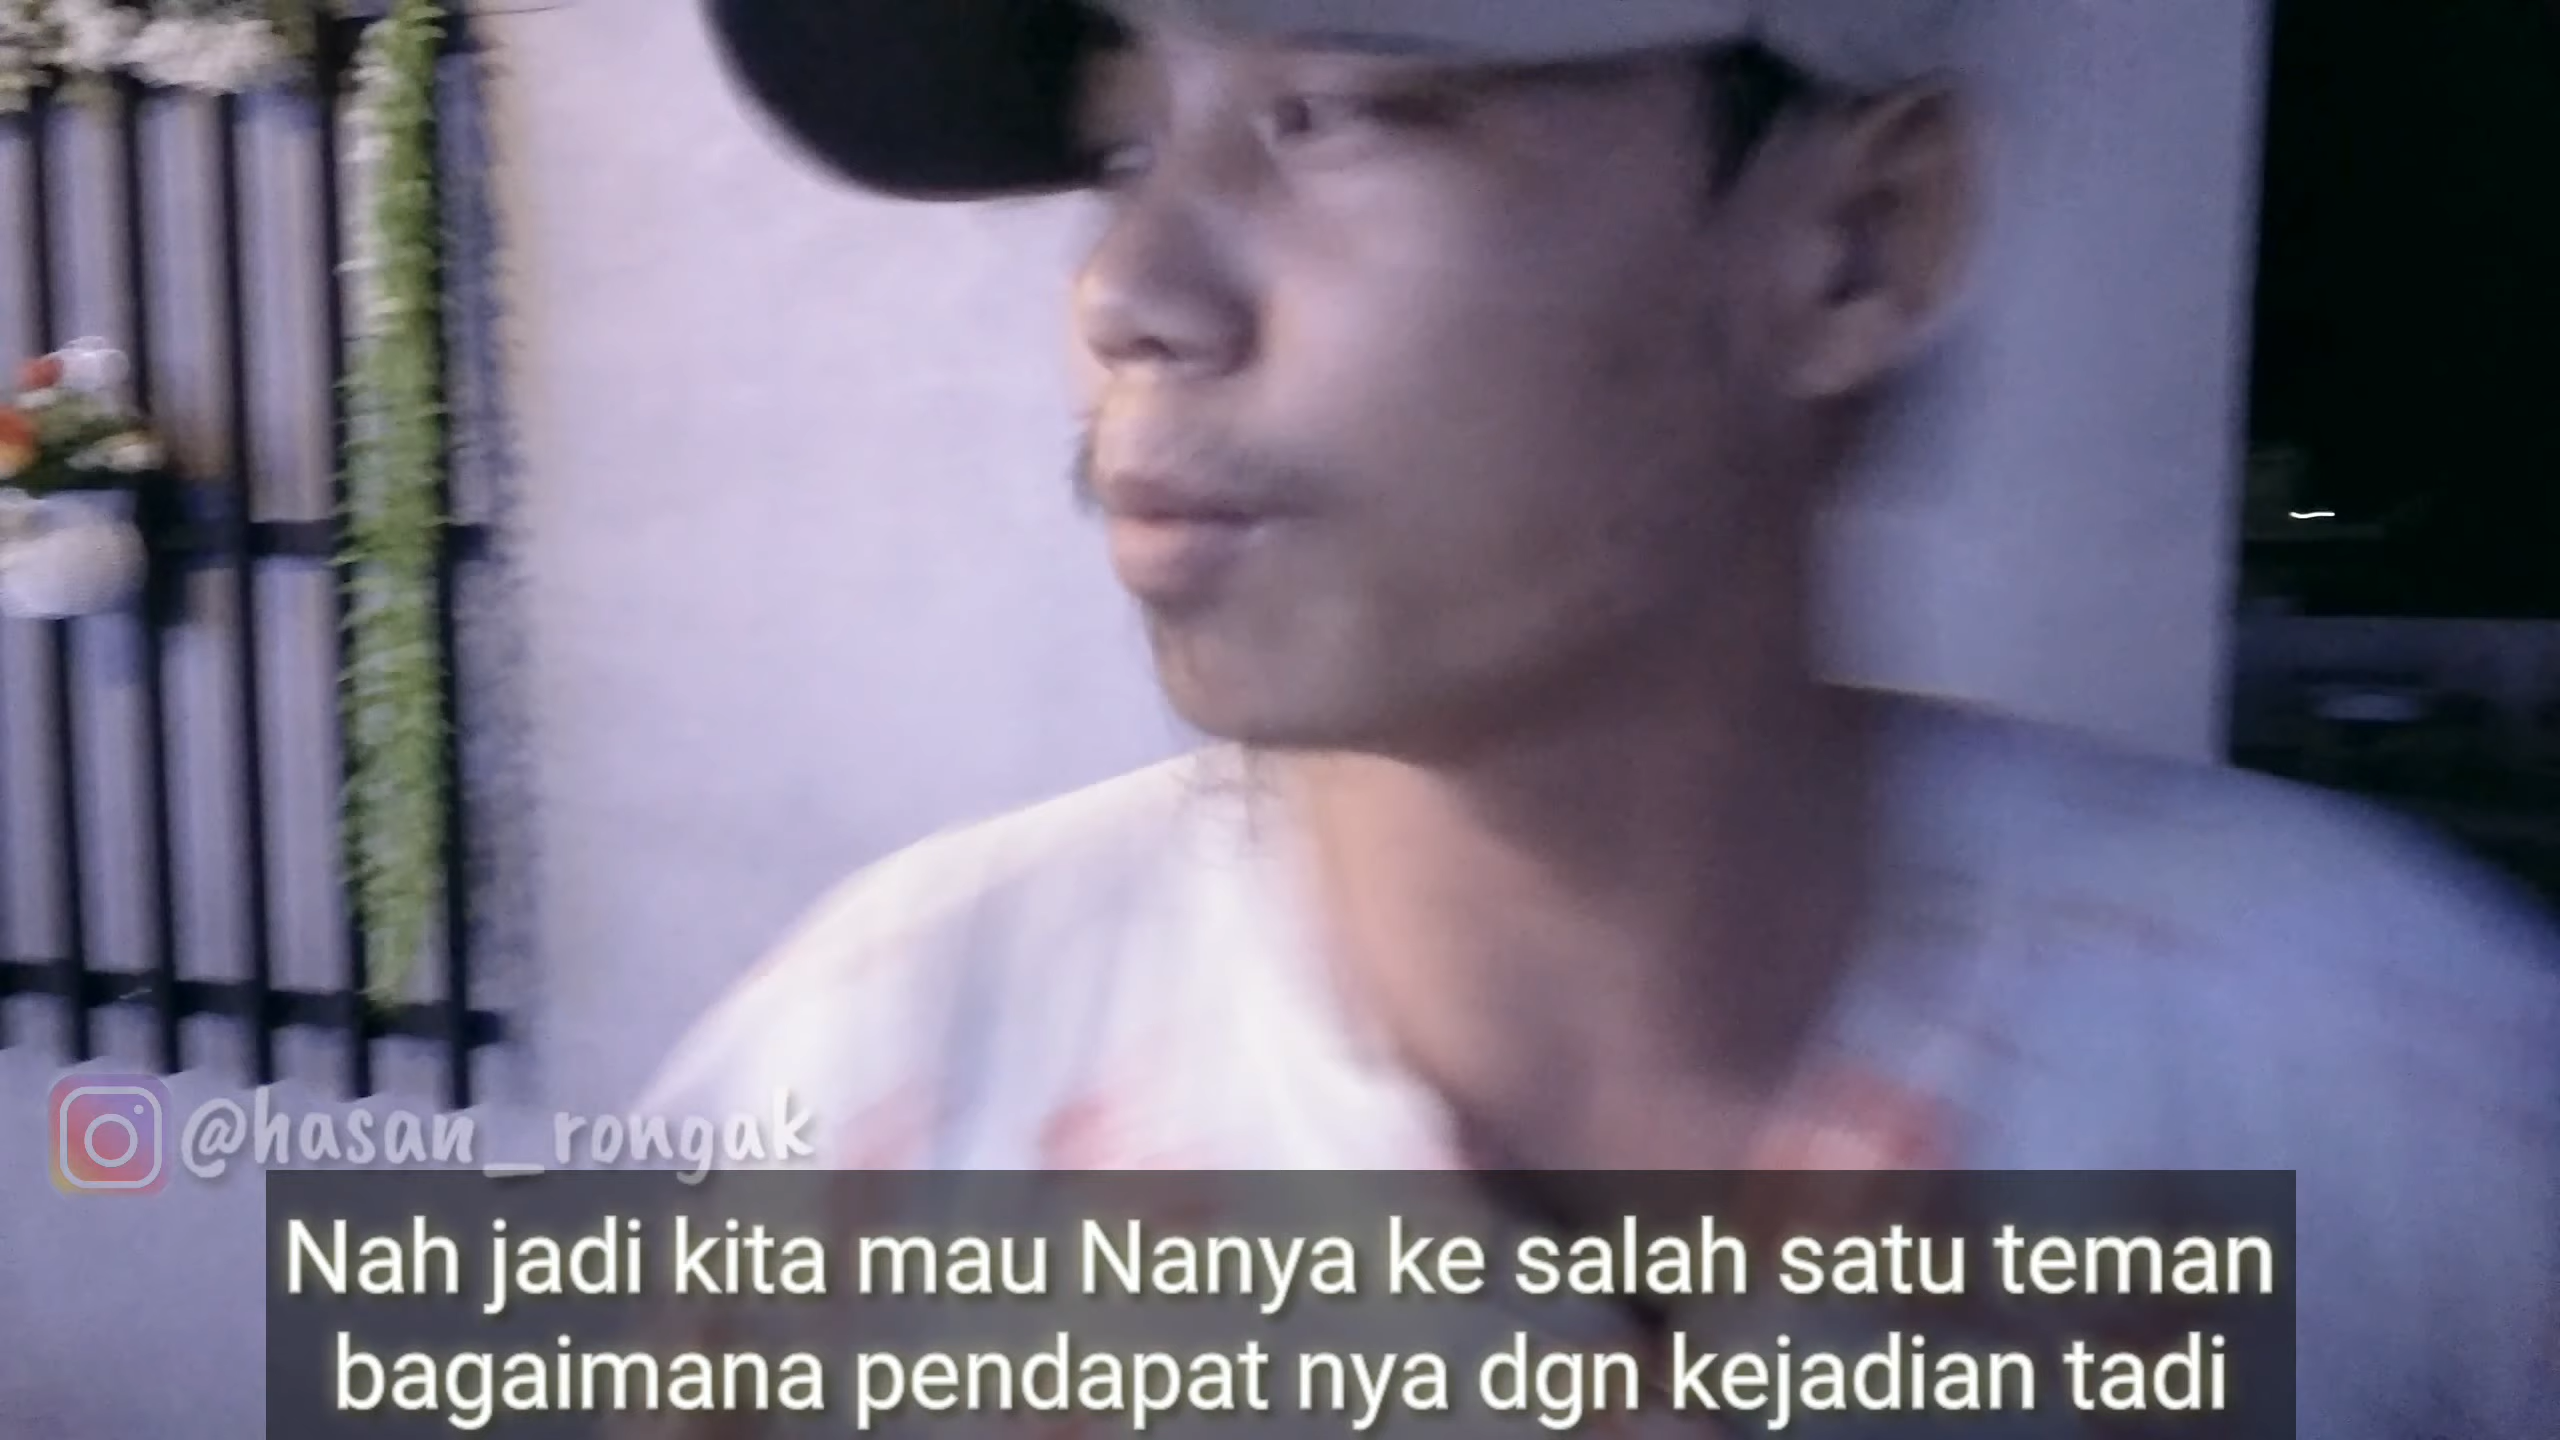 @hasan_rongak
Nah jadi kita mau Nanya ke salah satu teman
bagaimana pendapat nya dgn kejadian tadi